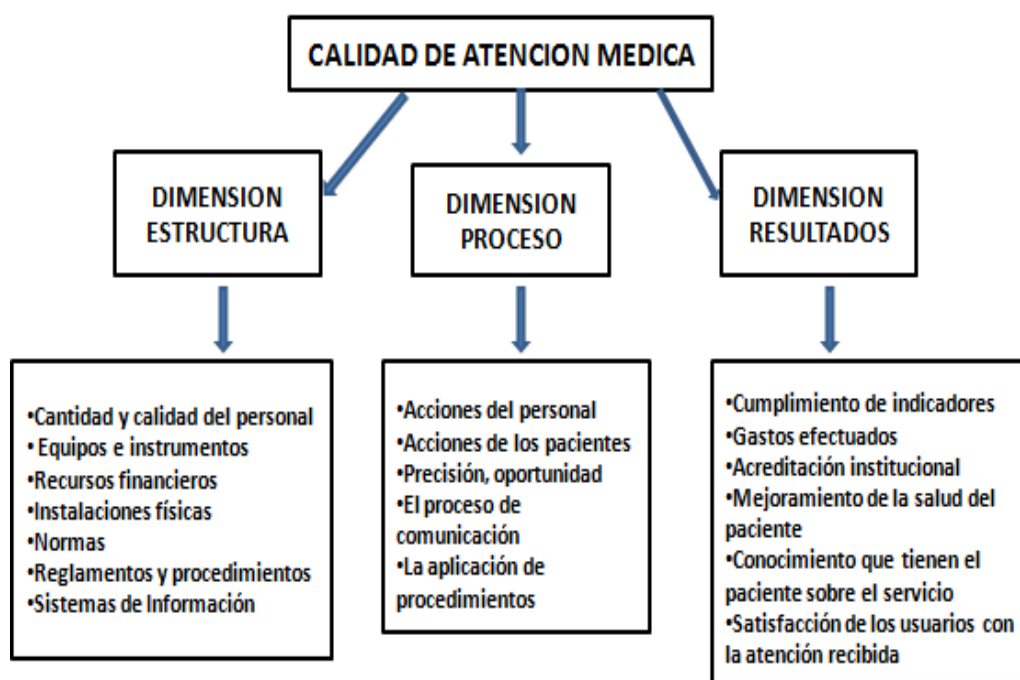 CALIDAD DE ATENCION MEDICA
DIMENSION
ESTRUCTURA
DIMENSION
PROCESO
DIMENSION
RESULTADOS
•Cantidad y calidad del personal
• Equipos e instrumentos
•Recursos financieros
•Instalaciones físicas
•Normas
•Reglamentos y procedimientos
•Sistemas de Información
•Acciones del personal
•Acciones de los pacientes
•Precisión, oportunidad
•El proceso de
comunicación
•La aplicación de
procedimientos
•Cumplimiento de indicadores
•Gastos efectuados
•Acreditación institucional
•Mejoramiento de la salud del
paciente
•Conocimiento que tienen el
paciente sobre el servicio
•Satisfacción de los usuarios con
la atención recibida